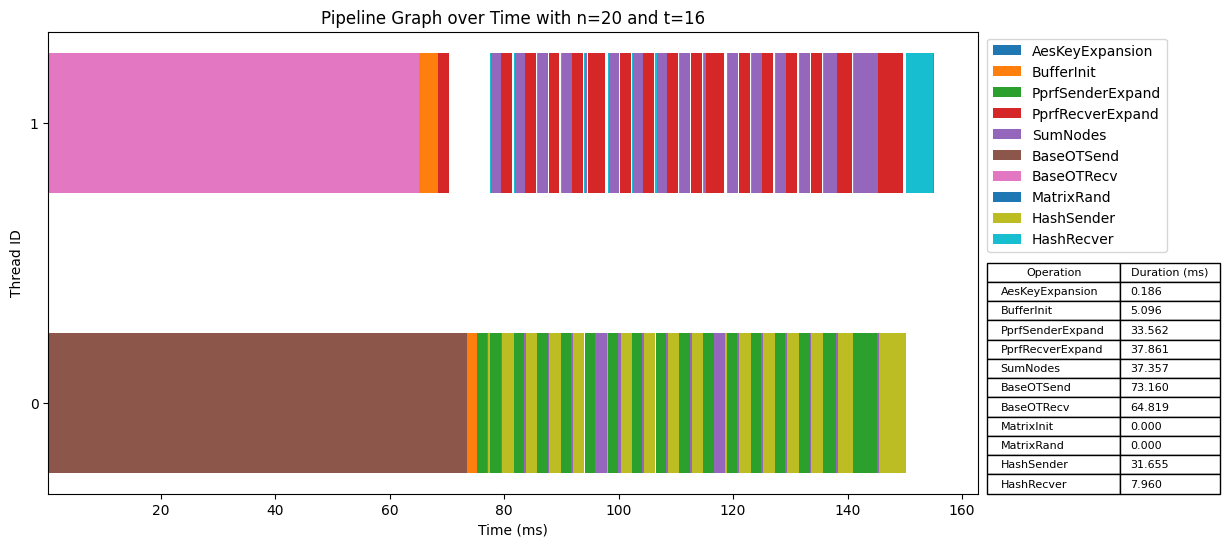 Pipeline Graph over Time with n=20 and t=16
Thread ID
1
0
20 40 60 80 100 120 140 160
Time (ms)
AesKeyExpansion
BufferInit
PprfSenderExpand
PprfRecverExpand
SumNodes
BaseOTSend
BaseOTRecv
MatrixRand
HashSender
HashRecver
Operation Duration (ms)
AesKeyExpansion 0.186
BufferInit 5.096
PprfSenderExpand 33.562
PprfRecverExpand 37.861
SumNodes 37.357
BaseOTSend 73.160
BaseOTRecv 64.819
MatrixInit 0.000
MatrixRand 0.000
HashSender 31.655
HashRecver 7.960